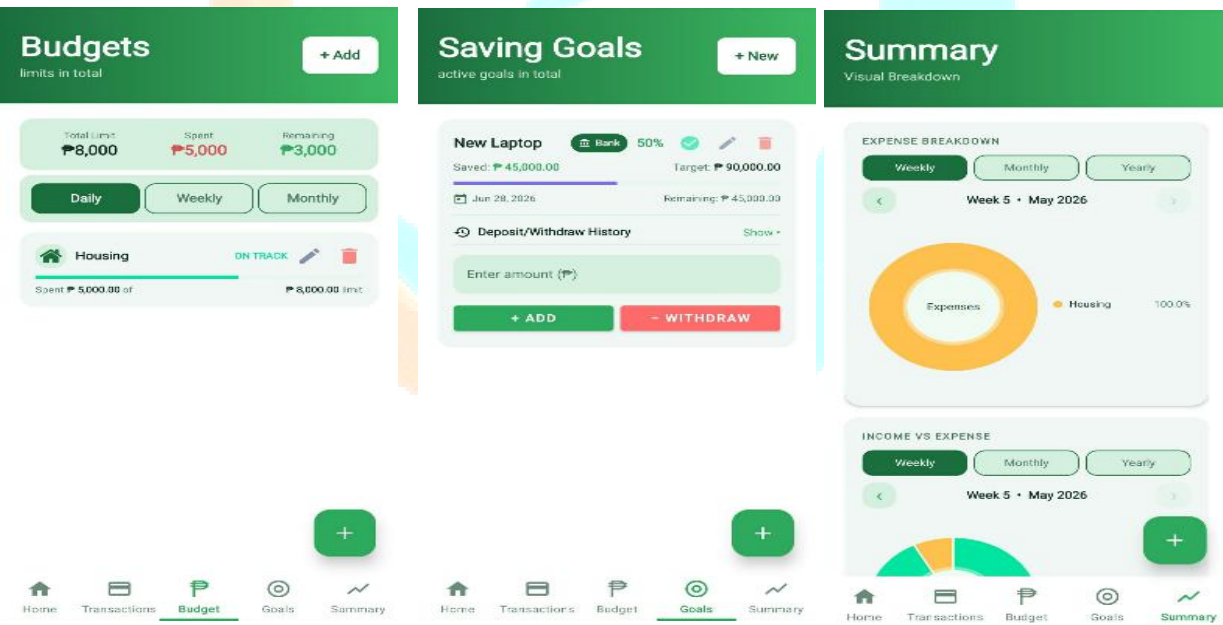 Budgets
limits in total
+ Add
Total Limit Spent Remaining
₱8,000 ₱5,000 ₱3,000
Daily Weekly Monthly
Housing ON TRACK
Spent ₱ 5,000.00 of ₱ 8,000.00 limit
+
Home Transactions Budget Goals Summary
Saving Goals
active goals in total
+ New
New Laptop Bank 50%
Saved: ₱ 45,000.00 Target: ₱ 90,000.00
Jun 28, 2026 Remaining: ₱ 45,000.00
Deposit/Withdraw History Show
Enter amount (₱)
+ ADD − WITHDRAW
+
Home Transactions Budget Goals Summary
Summary
Visual Breakdown
EXPENSE BREAKDOWN
Weekly Monthly Yearly
‹ Week 5 • May 2026 ›
Expenses Housing 100.0%
INCOME VS EXPENSE
Weekly Monthly Yearly
‹ Week 5 • May 2026 ›
+
Home Transactions Budget Goals Summary